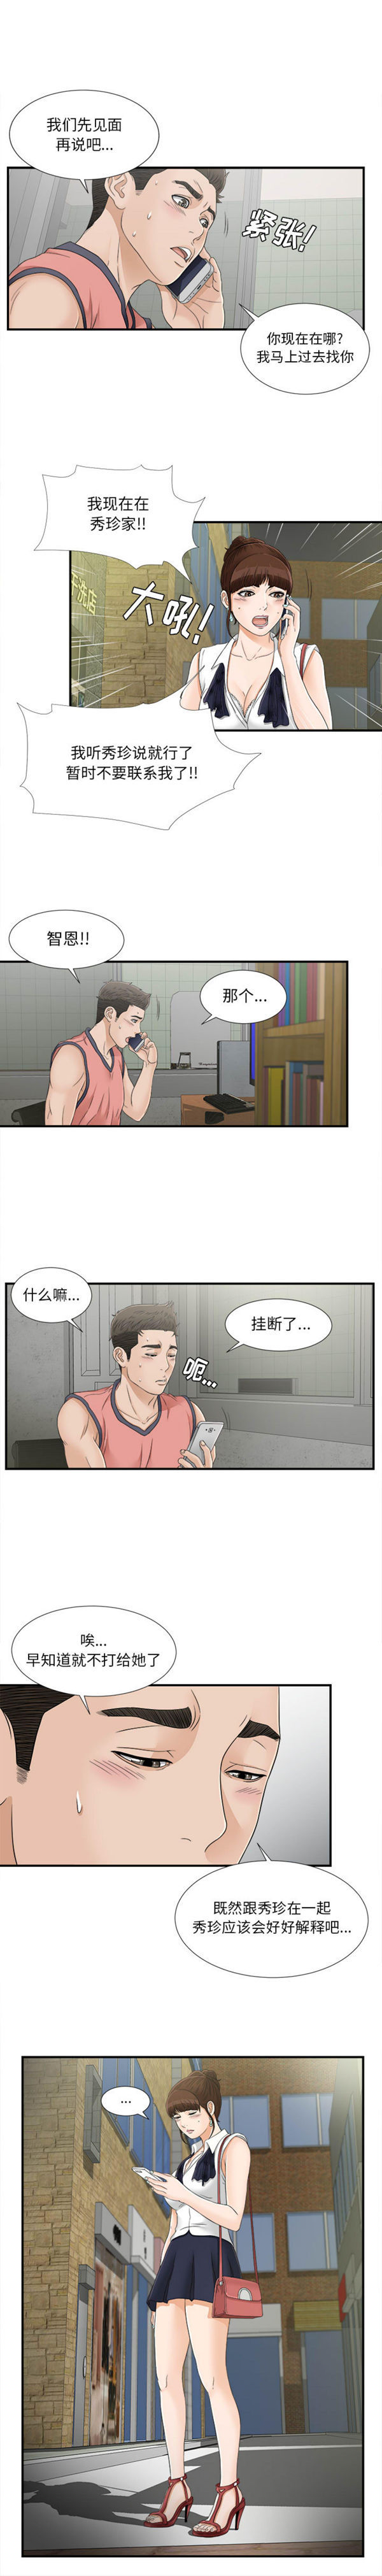 我们先见面
再说吧...
紧张!
你现在在哪?
我马上过去找你
我现在在
秀珍家!!
洗店
大吼!
我听秀珍说就行了
暂时不要联系我了!!
智恩!!
那个...
什么嘛...
挂断了...
呃...
唉...
早知道就不打给她了
既然跟秀珍在一起
秀珍应该会好好解释吧...
...